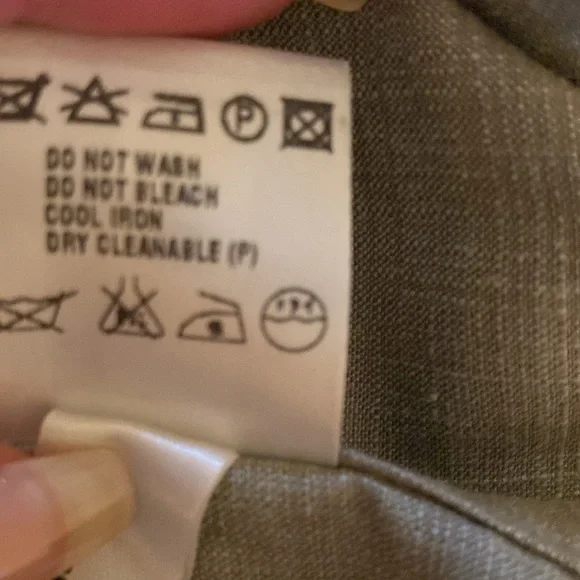 P
DO NOT WASH
DO NOT BLEACH
COOL IRON
DRY CLEANABLE (P)